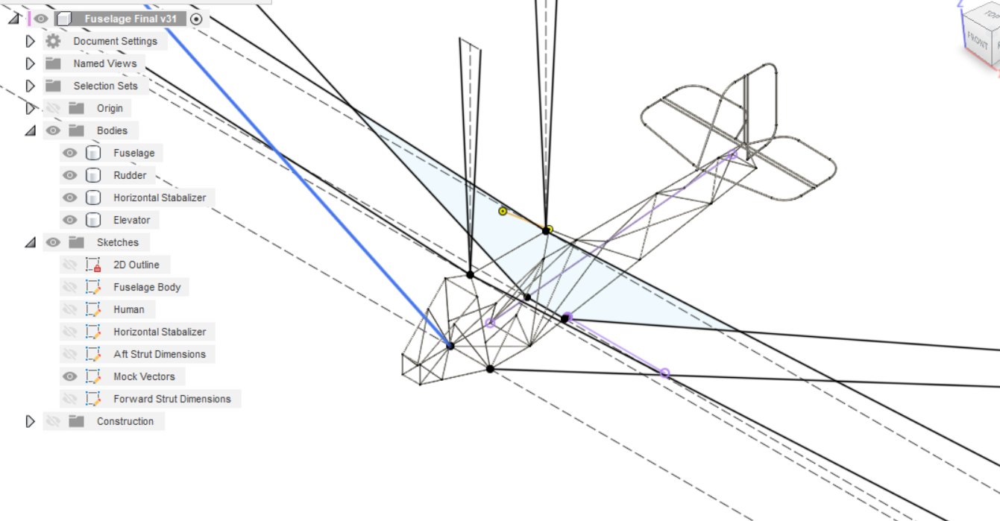 Fuselage Final v31
Document Settings
Named Views
Selection Sets
Origin
Bodies
Fuselage
Rudder
Horizontal Stabalizer
Elevator
Sketches
2D Outline
Fuselage Body
Human
Horizontal Stabalizer
Aft Strut Dimensions
Mock Vectors
Forward Strut Dimensions
Construction
Z
TOP
FRONT